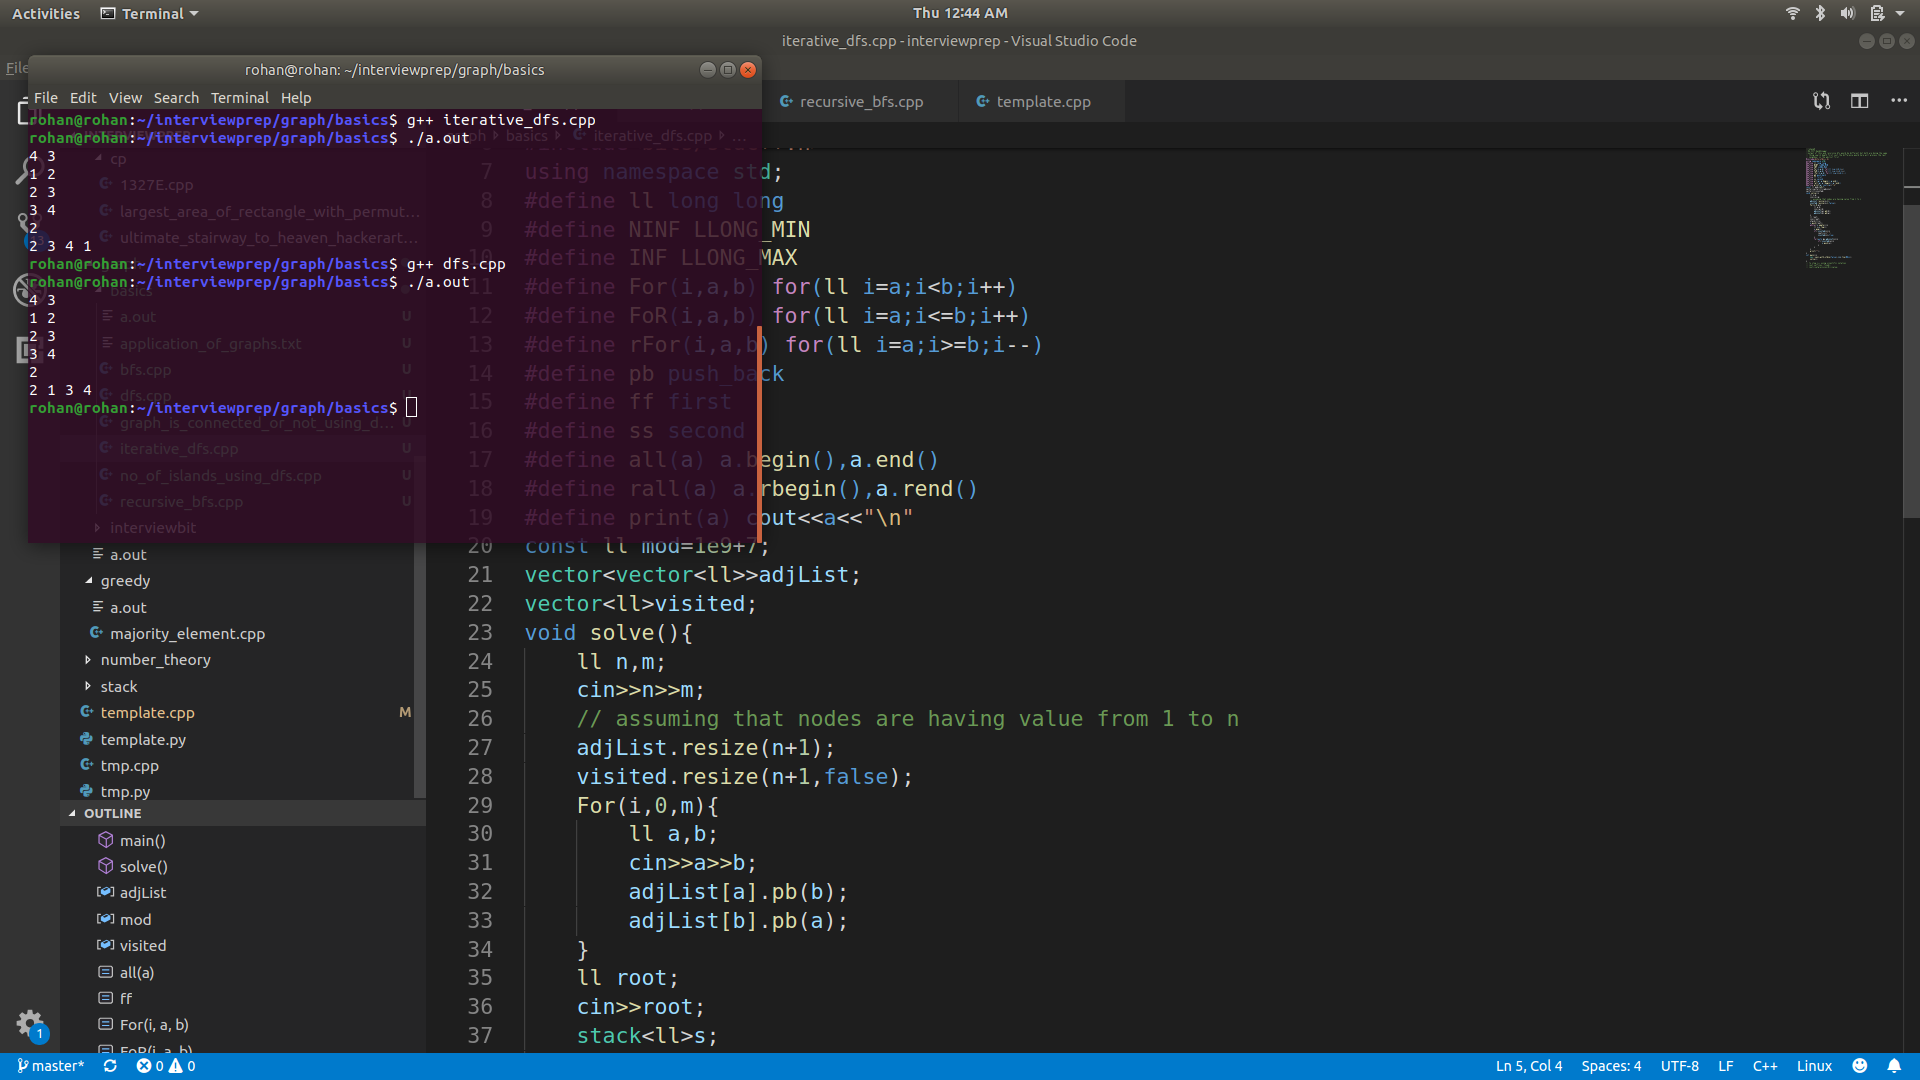 Activities
Terminal
Thu 12:44 AM
iterative_dfs.cpp - interviewprep - Visual Studio Code
File
rohan@rohan: ~/interviewprep/graph/basics
File Edit View Search Terminal Help
rohan@rohan:~/interviewprep/graph/basics$ g++ iterative_dfs.cpp
rohan@rohan:~/interviewprep/graph/basics$ ./a.out
4 3
1 2
2 3
3 4
2
2 3 4 1
rohan@rohan:~/interviewprep/graph/basics$ g++ dfs.cpp
rohan@rohan:~/interviewprep/graph/basics$ ./a.out
4 3
1 2
2 3
3 4
2
2 1 3 4
rohan@rohan:~/interviewprep/graph/basics$
recursive_bfs.cpp
template.cpp
basics > iterative_dfs.cpp > ...
cp
1327E.cpp
largest_area_of_rectangle_with_permut...
ultimate_stairway_to_heaven_hackerart...
basics
a.out U
application_of_graphs.txt U
bfs.cpp U
dfs.cpp U
graph_is_connected_or_not_using_d... U
iterative_dfs.cpp U
no_of_islands_using_dfs.cpp U
recursive_bfs.cpp U
interviewbit
a.out
greedy
a.out
majority_element.cpp
number_theory
stack
template.cpp M
template.py
tmp.cpp
tmp.py
OUTLINE
main()
solve()
adjList
mod
visited
all(a)
ff
For(i, a, b)
FoR(i, a, b)
7 using namespace std;
8 #define ll long long
9 #define NINF LLONG_MIN
#define INF LLONG_MAX
11 #define For(i,a,b) for(ll i=a;i<b;i++)
12 #define FoR(i,a,b) for(ll i=a;i<=b;i++)
13 #define rFor(i,a,b) for(ll i=a;i>=b;i--)
14 #define pb push_back
15 #define ff first
16 #define ss second
17 #define all(a) a.begin(),a.end()
18 #define rall(a) a.rbegin(),a.rend()
19 #define print(a) cout<<a<<"\n"
20 const ll mod=1e9+7;
21 vector<vector<ll>>adjList;
22 vector<ll>visited;
23 void solve(){
24 ll n,m;
25 cin>>n>>m;
26 // assuming that nodes are having value from 1 to n
27 adjList.resize(n+1);
28 visited.resize(n+1,false);
29 For(i,0,m){
30 ll a,b;
31 cin>>a>>b;
32 adjList[a].pb(b);
33 adjList[b].pb(a);
34 }
35 ll root;
36 cin>>root;
37 stack<ll>s;
1
master* 0 0
Ln 5, Col 4 Spaces: 4 UTF-8 LF C++ Linux